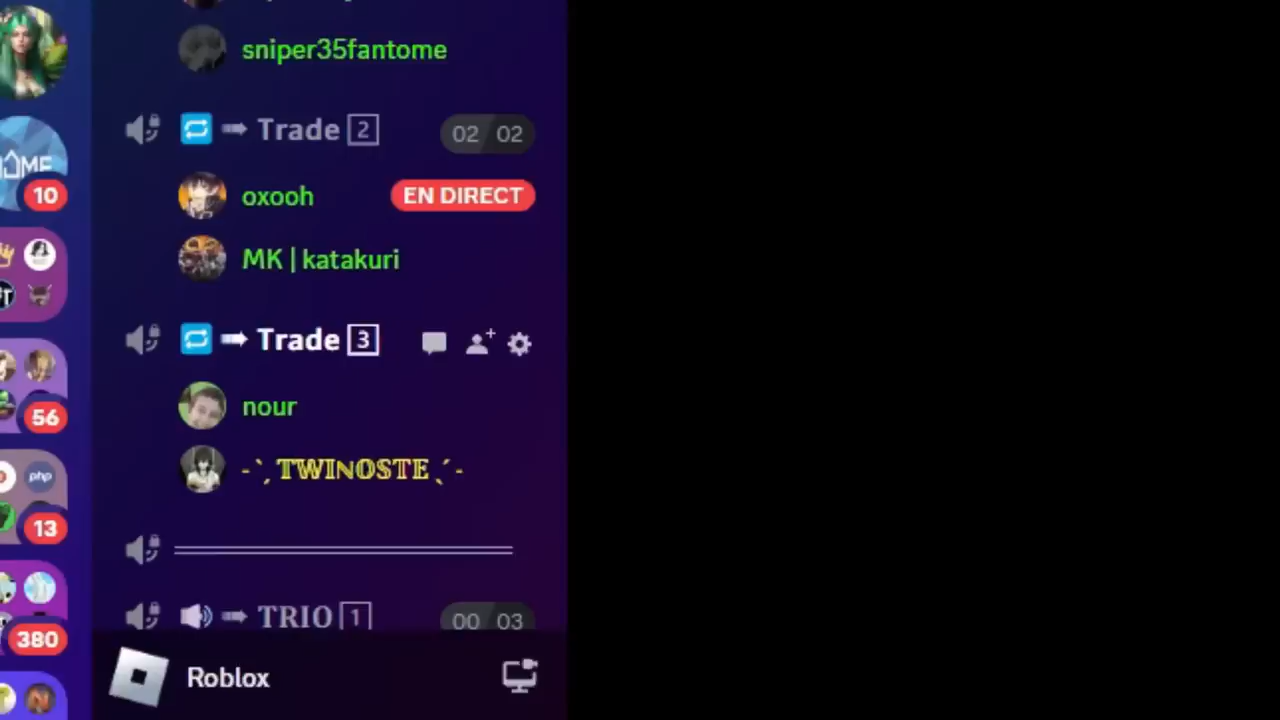 sniper35fantome
Trade 2
02 02
oxooh
EN DIRECT
MK | katakuri
Trade 3
nour
-`ˏ TWINOSTE ˎ´-
TRIO 1
00 03
Roblox
10
56
php
13
380